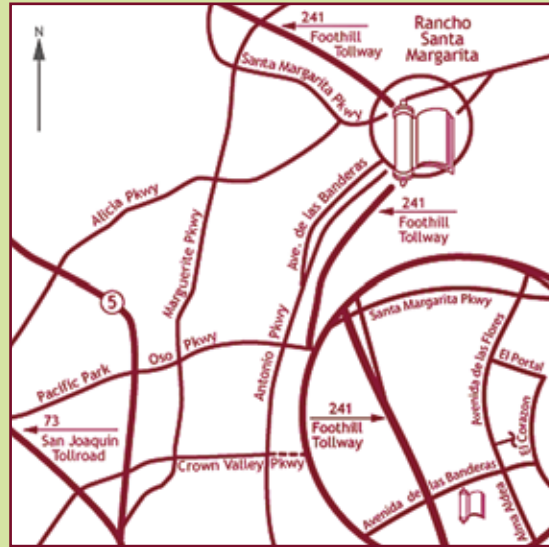 241
Foothill
Tollway
Rancho
Santa
Margarita
N
Santa Margarita Pkwy
Ave. de las Banderas
Alicia Pkwy
241
Foothill
Tollway
Marguerite Pkwy
5
Santa Margarita Pkwy
Oso Pkwy
Antonio Pkwy
Avenida de las Flores
El Portal
Pacific Park
241
Foothill
Tollway
El Corazon
73
San Joaquin
Tollroad
Crown Valley Pkwy
Avenida de las Banderas
Alma Aldea